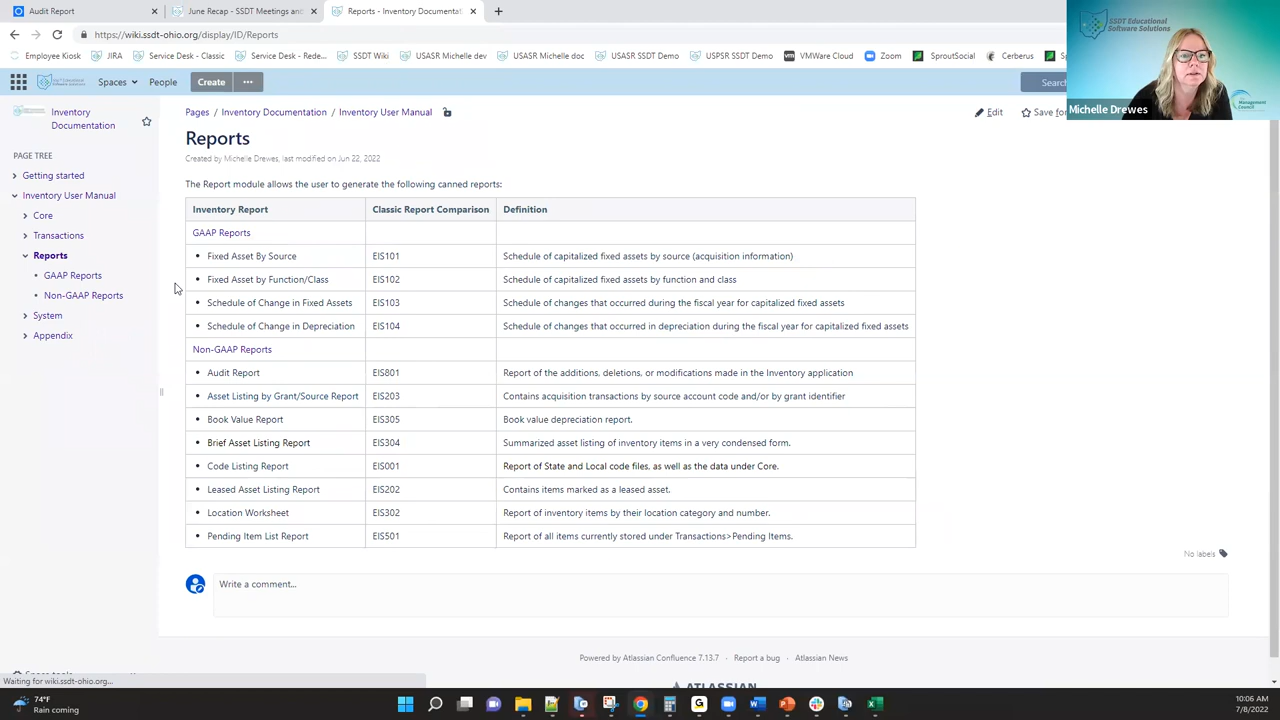 Audit Report
June Recap - SSDT Meetings and
Reports - Inventory Documentat
https://wiki.ssdt-ohio.org/display/ID/Reports
Employee Kiosk JIRA Service Desk - Classic Service Desk - Rede... SSDT Wiki USASR Michelle dev USASR Michelle doc USASR SSDT Demo USPSR SSDT Demo VMWare Cloud Zoom SproutSocial Cerberus
SSDT Educational
Software Solutions
Management
Council
Michelle Drewes
Spaces People Create ... Search
Inventory
Documentation
Pages / Inventory Documentation / Inventory User Manual
Edit Save for
PAGE TREE
Getting started
Inventory User Manual
Core
Transactions
Reports
GAAP Reports
Non-GAAP Reports
System
Appendix
Reports
Created by Michelle Drewes, last modified on Jun 22, 2022
The Report module allows the user to generate the following canned reports:
Inventory Report Classic Report Comparison Definition
GAAP Reports
• Fixed Asset By Source EIS101 Schedule of capitalized fixed assets by source (acquisition information)
• Fixed Asset by Function/Class EIS102 Schedule of capitalized fixed assets by function and class
• Schedule of Change in Fixed Assets EIS103 Schedule of changes that occurred during the fiscal year for capitalized fixed assets
• Schedule of Change in Depreciation EIS104 Schedule of changes that occurred in depreciation during the fiscal year for capitalized fixed assets
Non-GAAP Reports
• Audit Report EIS801 Report of the additions, deletions, or modifications made in the Inventory application
• Asset Listing by Grant/Source Report EIS203 Contains acquisition transactions by source account code and/or by grant identifier
• Book Value Report EIS305 Book value depreciation report.
• Brief Asset Listing Report EIS304 Summarized asset listing of inventory items in a very condensed form.
• Code Listing Report EIS001 Report of State and Local code files, as well as the data under Core.
• Leased Asset Listing Report EIS202 Contains items marked as a leased asset.
• Location Worksheet EIS302 Report of inventory items by their location category and number.
• Pending Item List Report EIS501 Report of all items currently stored under Transactions>Pending Items.
No labels
Write a comment...
Powered by Atlassian Confluence 7.13.7 · Report a bug · Atlassian News
ATLASSIAN
Waiting for wiki.ssdt-ohio.org...
74°F
Rain coming
10:06 AM
7/8/2022